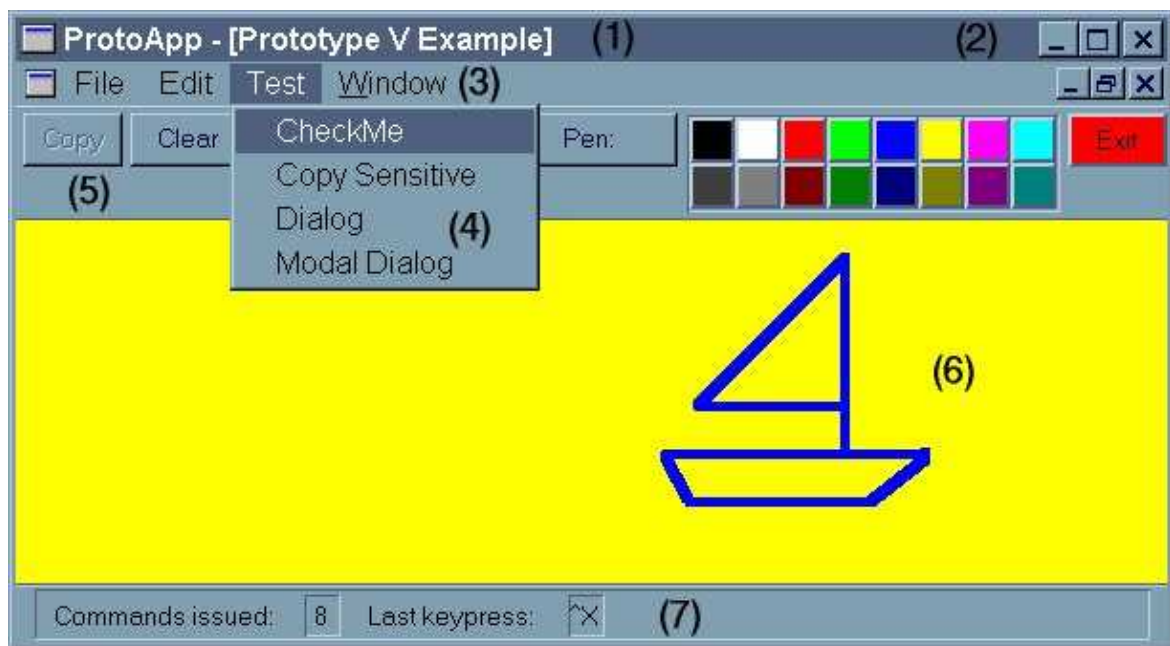 ProtoApp - [Prototype V Example] (1) (2)
File Edit Test Window (3)
Copy Clear Pen: Exit
(5)
CheckMe
Copy Sensitive
Dialog (4)
Modal Dialog
(6)
Commands issued: 8 Last keypress: ^X (7)